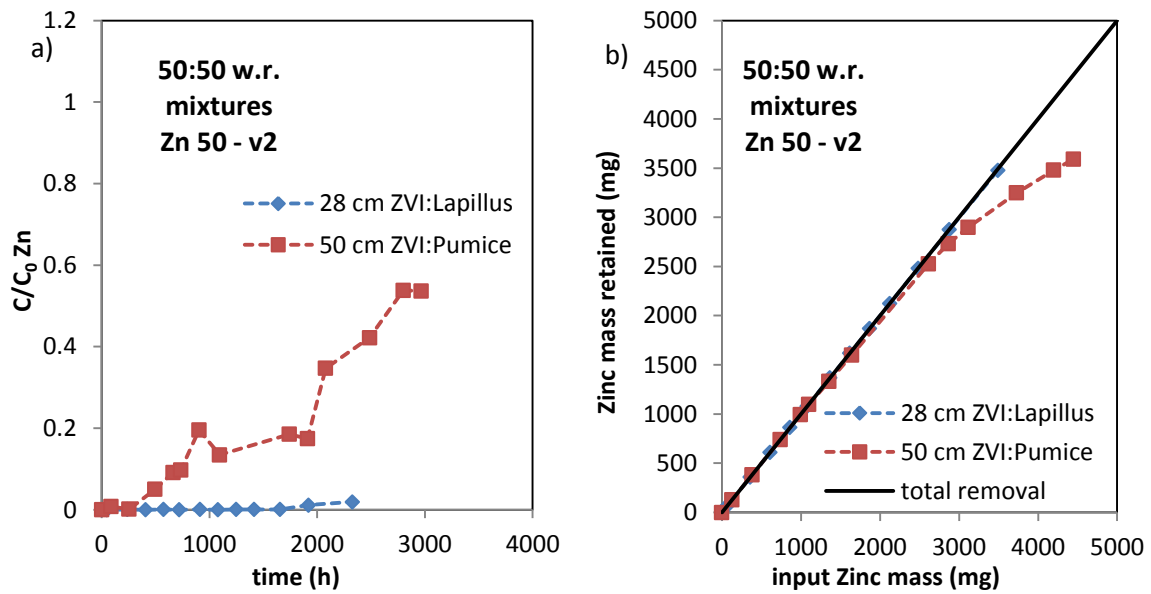 a)
50:50 w.r.
mixtures
Zn 50 - v2
28 cm ZVI:Lapillus
50 cm ZVI:Pumice
C/C0 Zn
1.2
1
0.8
0.6
0.4
0.2
0
0 1000 2000 3000 4000
time (h)
b)
50:50 w.r.
mixtures
Zn 50 - v2
28 cm ZVI:Lapillus
50 cm ZVI:Pumice
total removal
Zinc mass retained (mg)
5000
4500
4000
3500
3000
2500
2000
1500
1000
500
0
0 1000 2000 3000 4000 5000
input Zinc mass (mg)